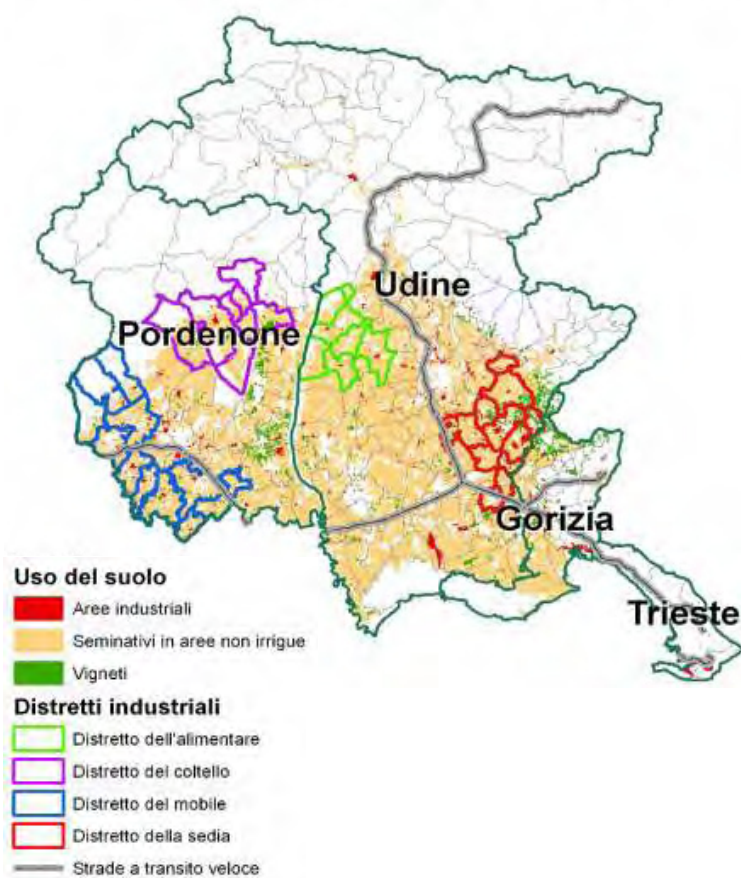 Udine
Pordenone
Gorizia
Trieste
Uso del suolo
Aree industriali
Seminativi in aree non irrigue
Vigneti
Distretti industriali
Distretto dell'alimentare
Distretto del coltello
Distretto del mobile
Distretto della sedia
Strade a transito veloce